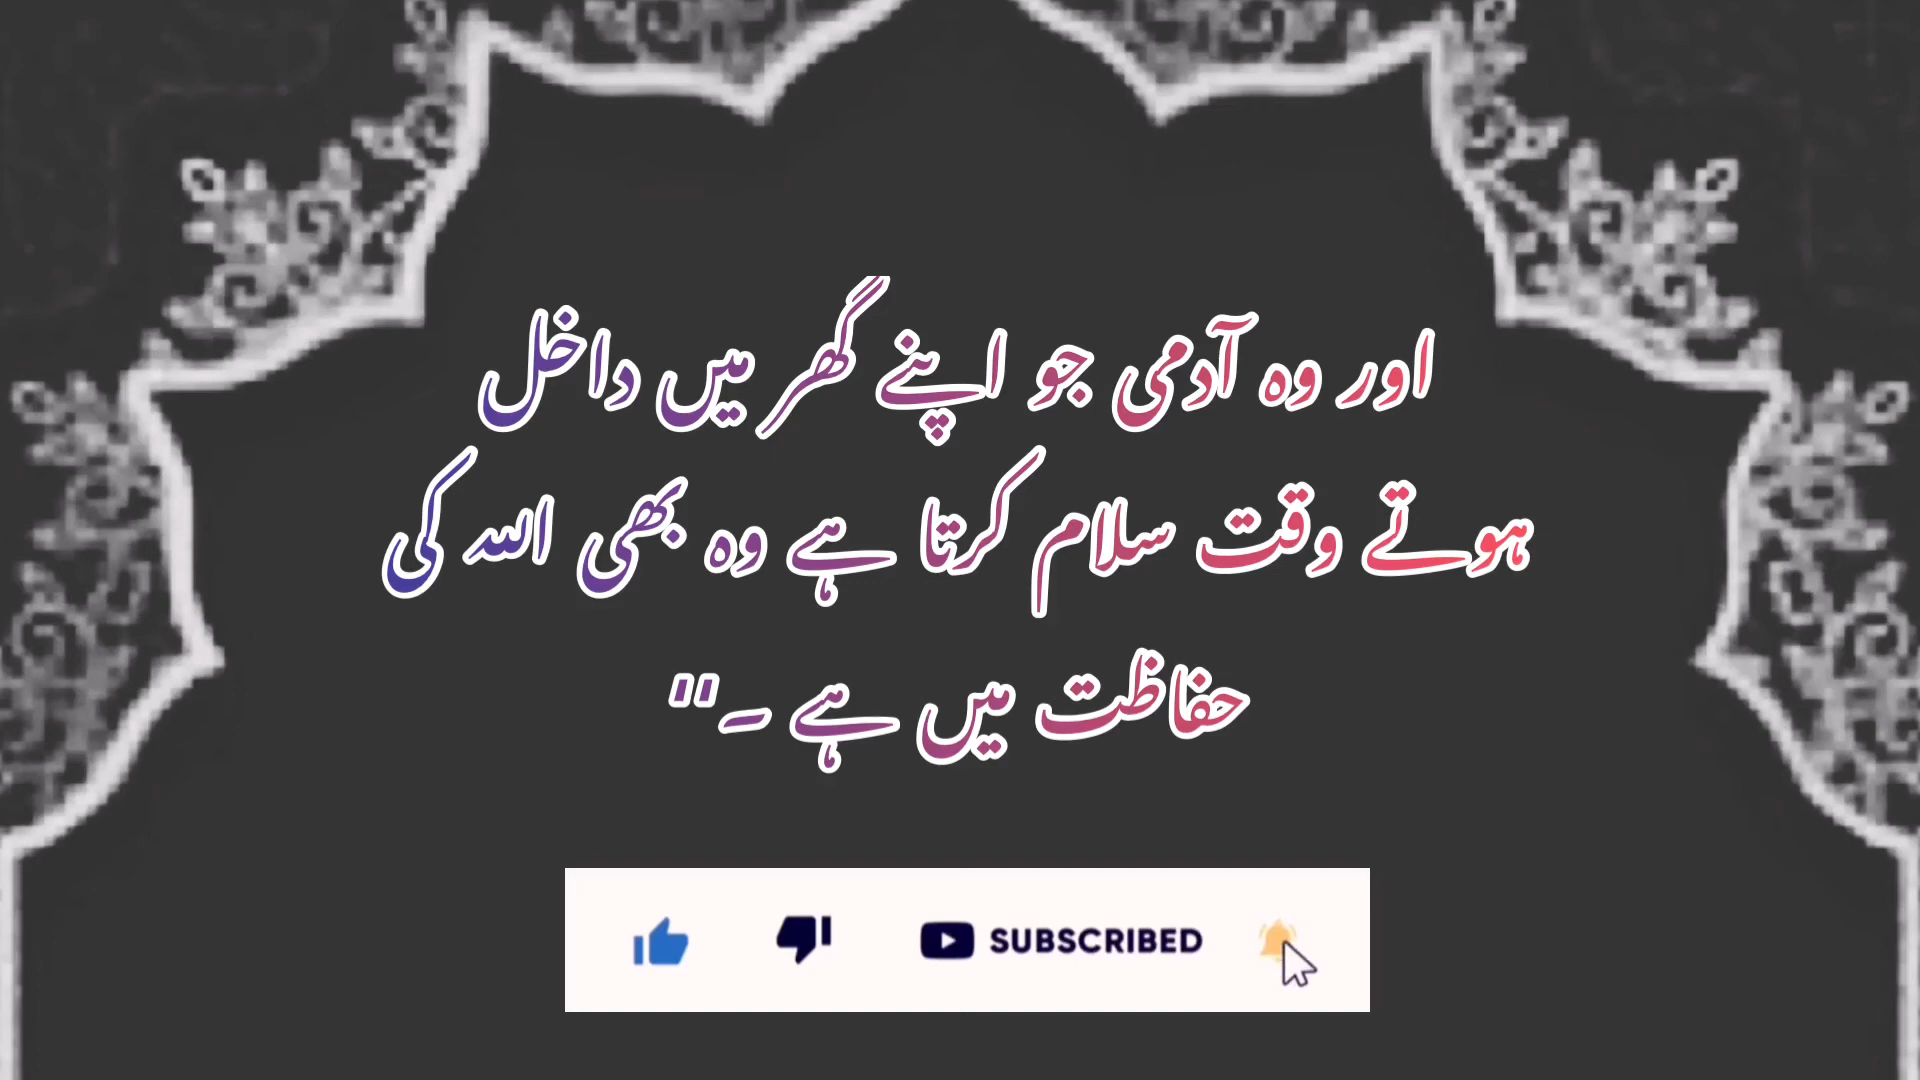 اور وہ آدمی جو اپنے گھر میں داخل
ہوتے وقت سلام کرتا ہے وہ بھی اللہ کی
حفاظت میں ہے ۔"
SUBSCRIBED